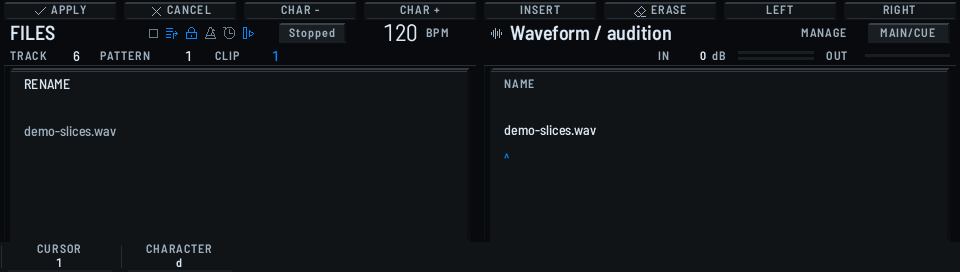 APPLY CANCEL CHAR - CHAR + INSERT ERASE LEFT RIGHT
FILES Stopped 120 BPM Waveform / audition MANAGE MAIN/CUE
TRACK 6 PATTERN 1 CLIP 1 IN 0 dB OUT
RENAME
demo-slices.wav
NAME
demo-slices.wav
^
CURSOR CHARACTER
1 d